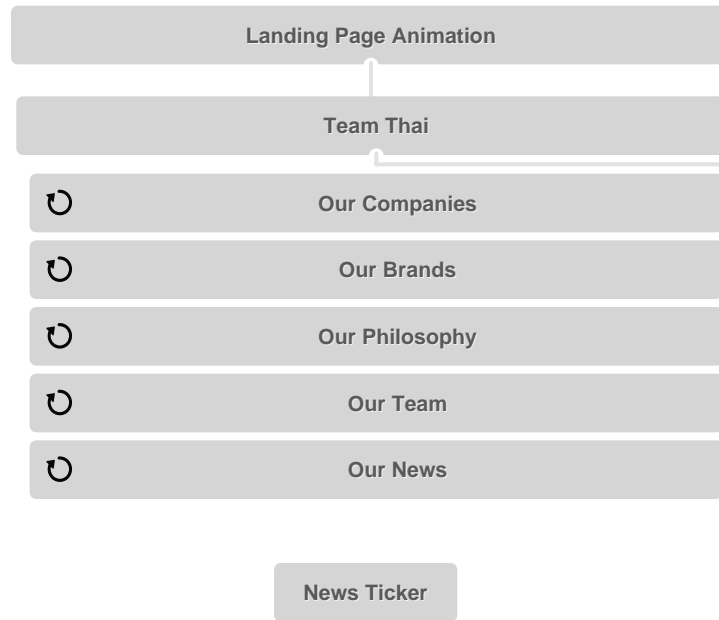 Landing Page Animation
Team Thai
Our Companies
Our Brands
Our Philosophy
Our Team
Our News
News Ticker